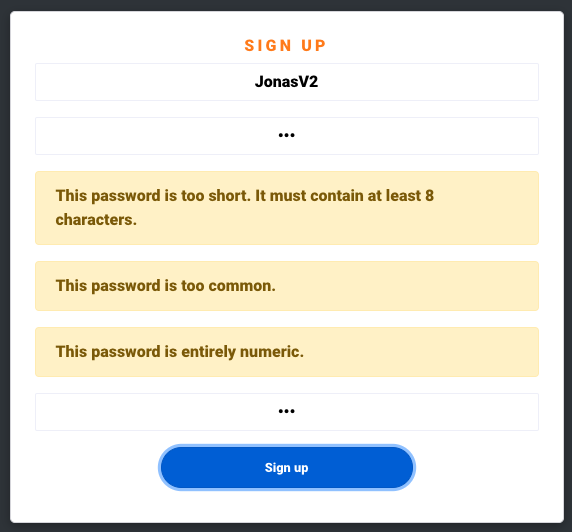 SIGN UP
JonasV2
•••
This password is too short. It must contain at least 8
characters.
This password is too common.
This password is entirely numeric.
•••
Sign up